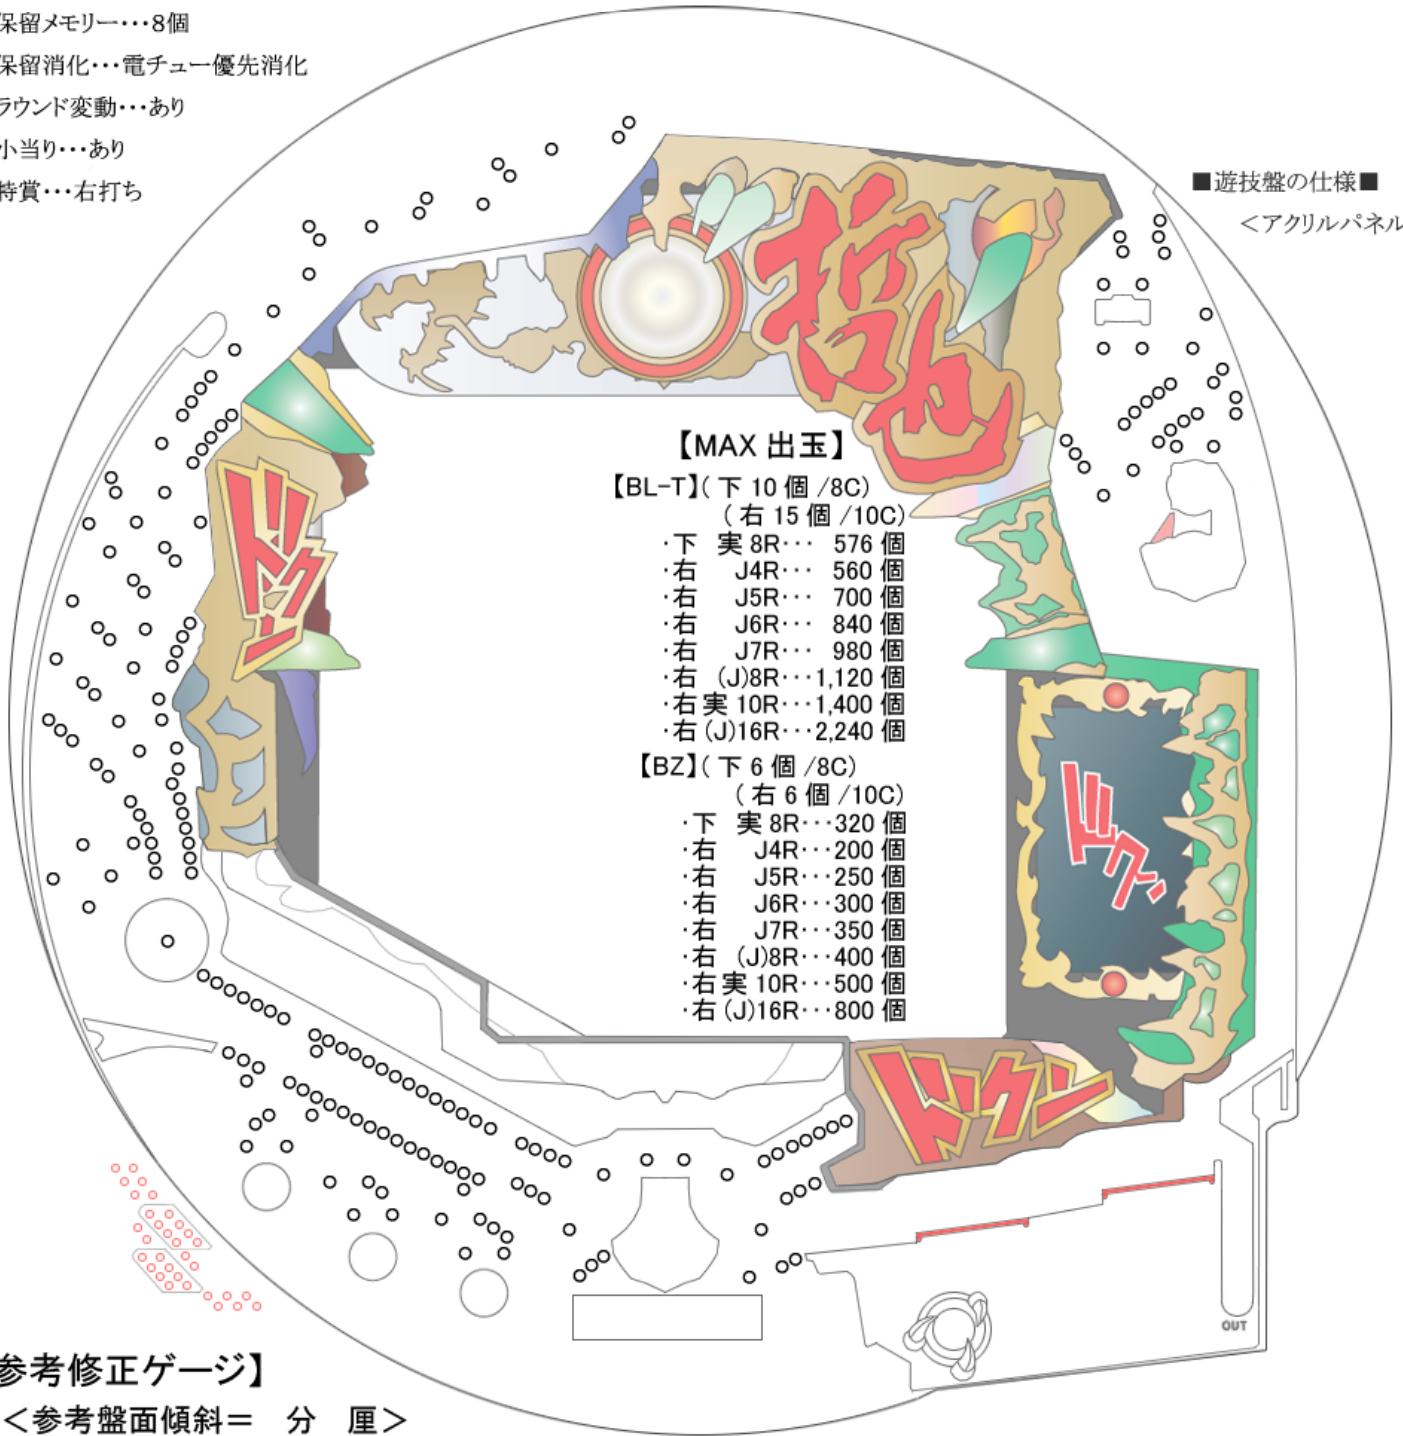 保留メモリー・・・8個
保留消化・・・電チュー優先消化
ラウンド変動・・・あり
小当り・・・あり
特賞・・・右打ち
■遊技盤の仕様■
＜アクリルパネル
哲也
ドクン
【MAX 出玉】
【BL-T】( 下 10 個 /8C)
( 右 15 個 /10C)
・下 実 8R・・・ 576 個
・右 J4R・・・ 560 個
・右 J5R・・・ 700 個
・右 J6R・・・ 840 個
・右 J7R・・・ 980 個
・右 (J)8R・・・1,120 個
・右 実 10R・・・1,400 個
・右 (J)16R・・・2,240 個
【BZ】( 下 6 個 /8C)
( 右 6 個 /10C)
・下 実 8R・・・320 個
・右 J4R・・・200 個
・右 J5R・・・250 個
・右 J6R・・・300 個
・右 J7R・・・350 個
・右 (J)8R・・・400 個
・右 実 10R・・・500 個
・右 (J)16R・・・800 個
ドクン
ドクン
OUT
参考修正ゲージ】
＜参考盤面傾斜＝ 分 厘＞